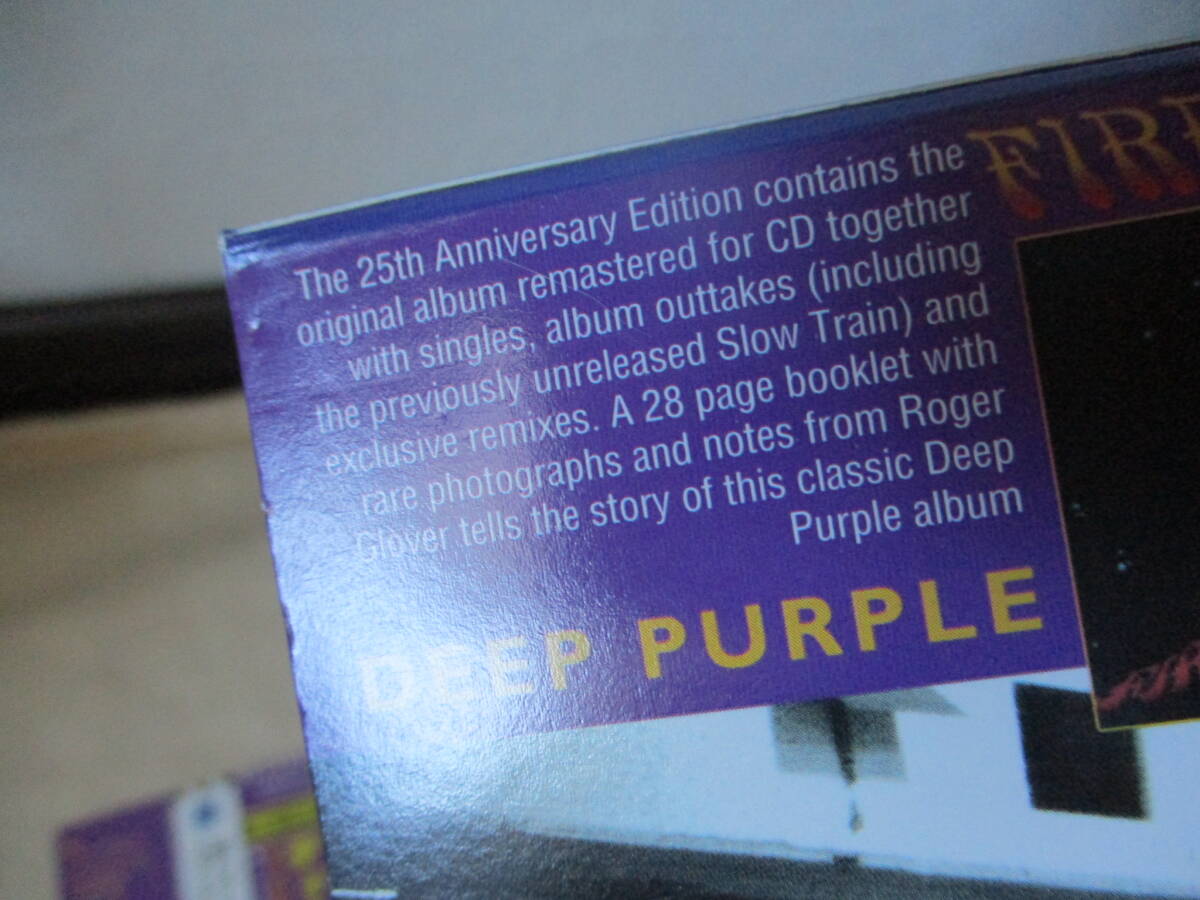 The 25th Anniversary Edition contains the
original album remastered for CD together
with singles, album outtakes (including
the previously unreleased Slow Train) and
exclusive remixes. A 28 page booklet with
rare photographs and notes from Roger
Glover tells the story of this classic Deep
Purple album
DEEP PURPLE
FIRE